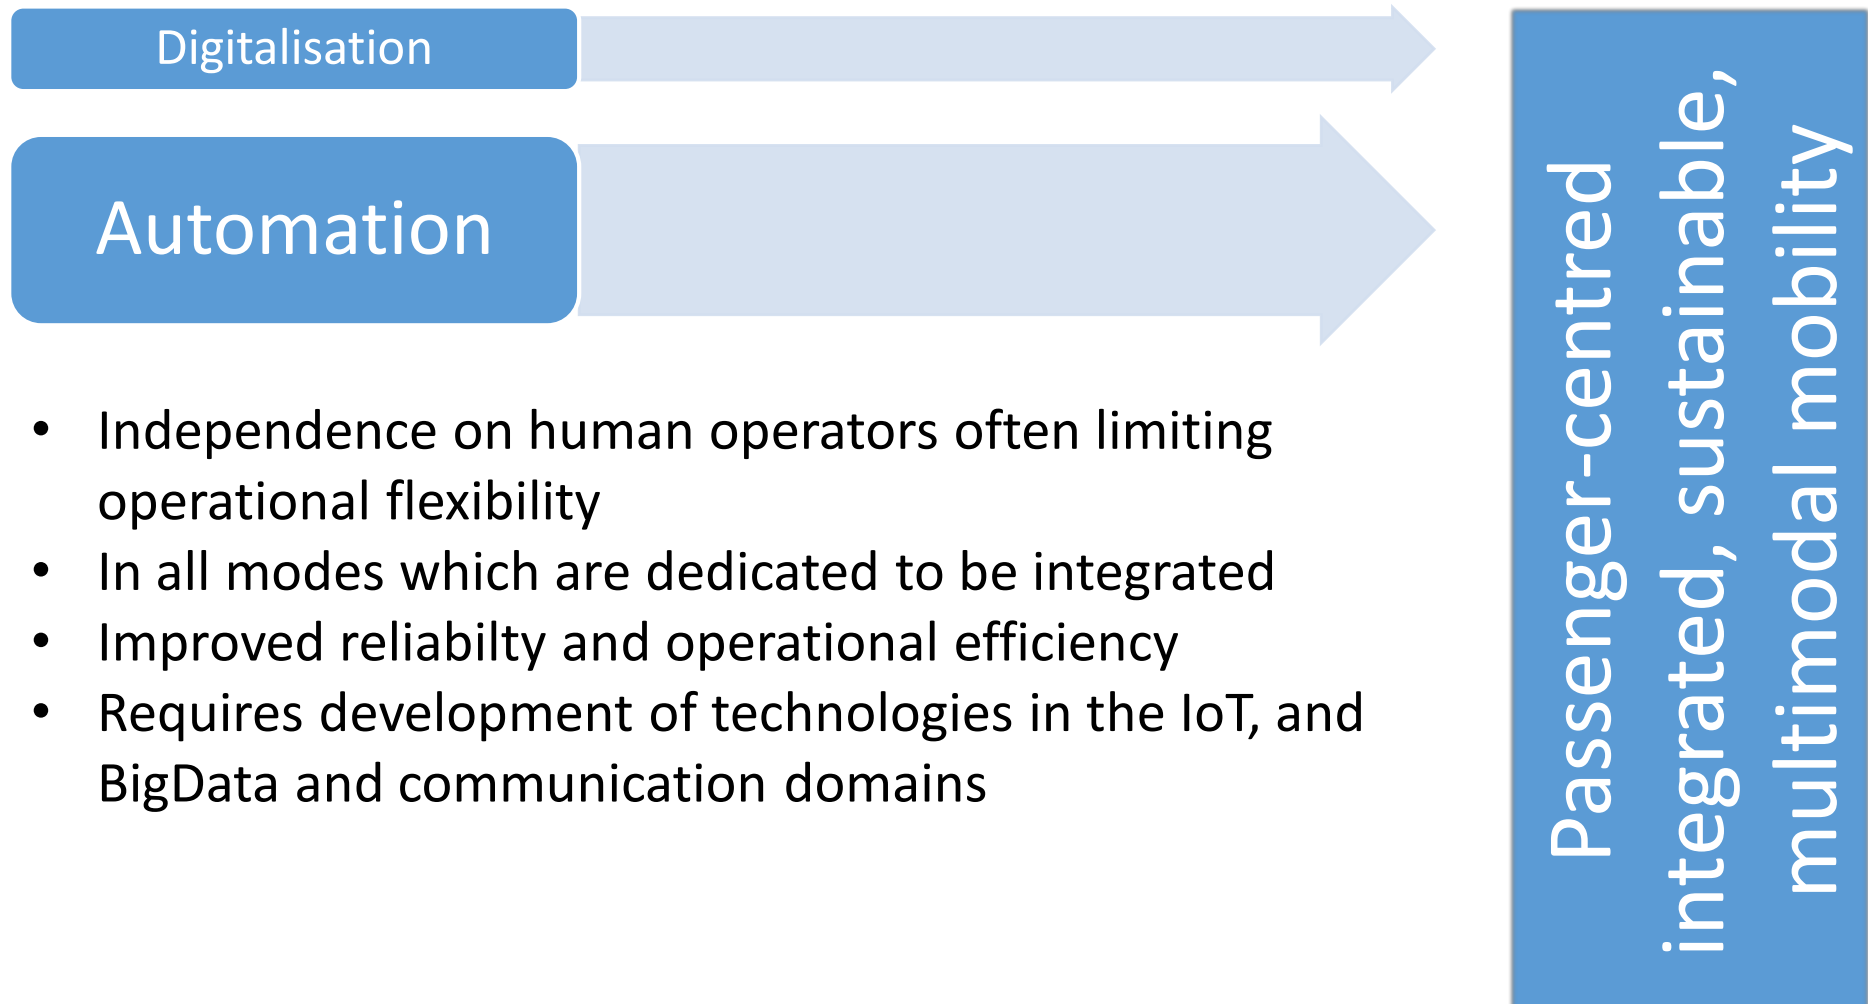 Digitalisation
Automation
• Independence on human operators often limiting
operational flexibility
• In all modes which are dedicated to be integrated
• Improved reliabilty and operational efficiency
• Requires development of technologies in the IoT, and
BigData and communication domains
Passenger-centred
integrated, sustainable,
multimodal mobility